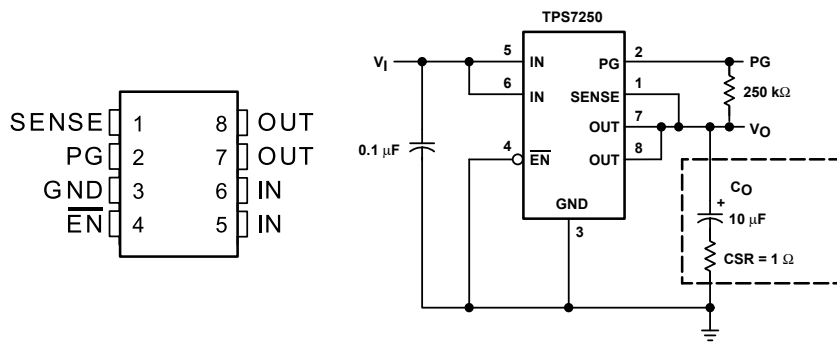 SENSE 1 8 OUT
PG 2 7 OUT
GND 3 6 IN
EN 4 5 IN
TPS7250
VI 5 IN PG 2 PG
6 IN SENSE 1 250 kΩ
OUT 7 VO
0.1 μF 4 EN OUT 8
CO
+
GND 10 μF
3 CSR = 1 Ω